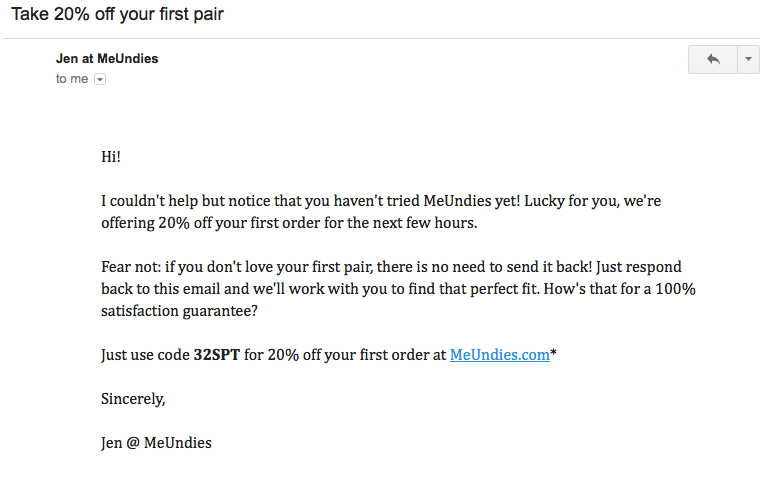 Take 20% off your first pair
Jen at MeUndies
to me
Hi!
I couldn't help but notice that you haven't tried MeUndies yet! Lucky for you, we're
offering 20% off your first order for the next few hours.
Fear not: if you don't love your first pair, there is no need to send it back! Just respond
back to this email and we'll work with you to find that perfect fit. How's that for a 100%
satisfaction guarantee?
Just use code 32SPT for 20% off your first order at MeUndies.com*
Sincerely,
Jen @ MeUndies